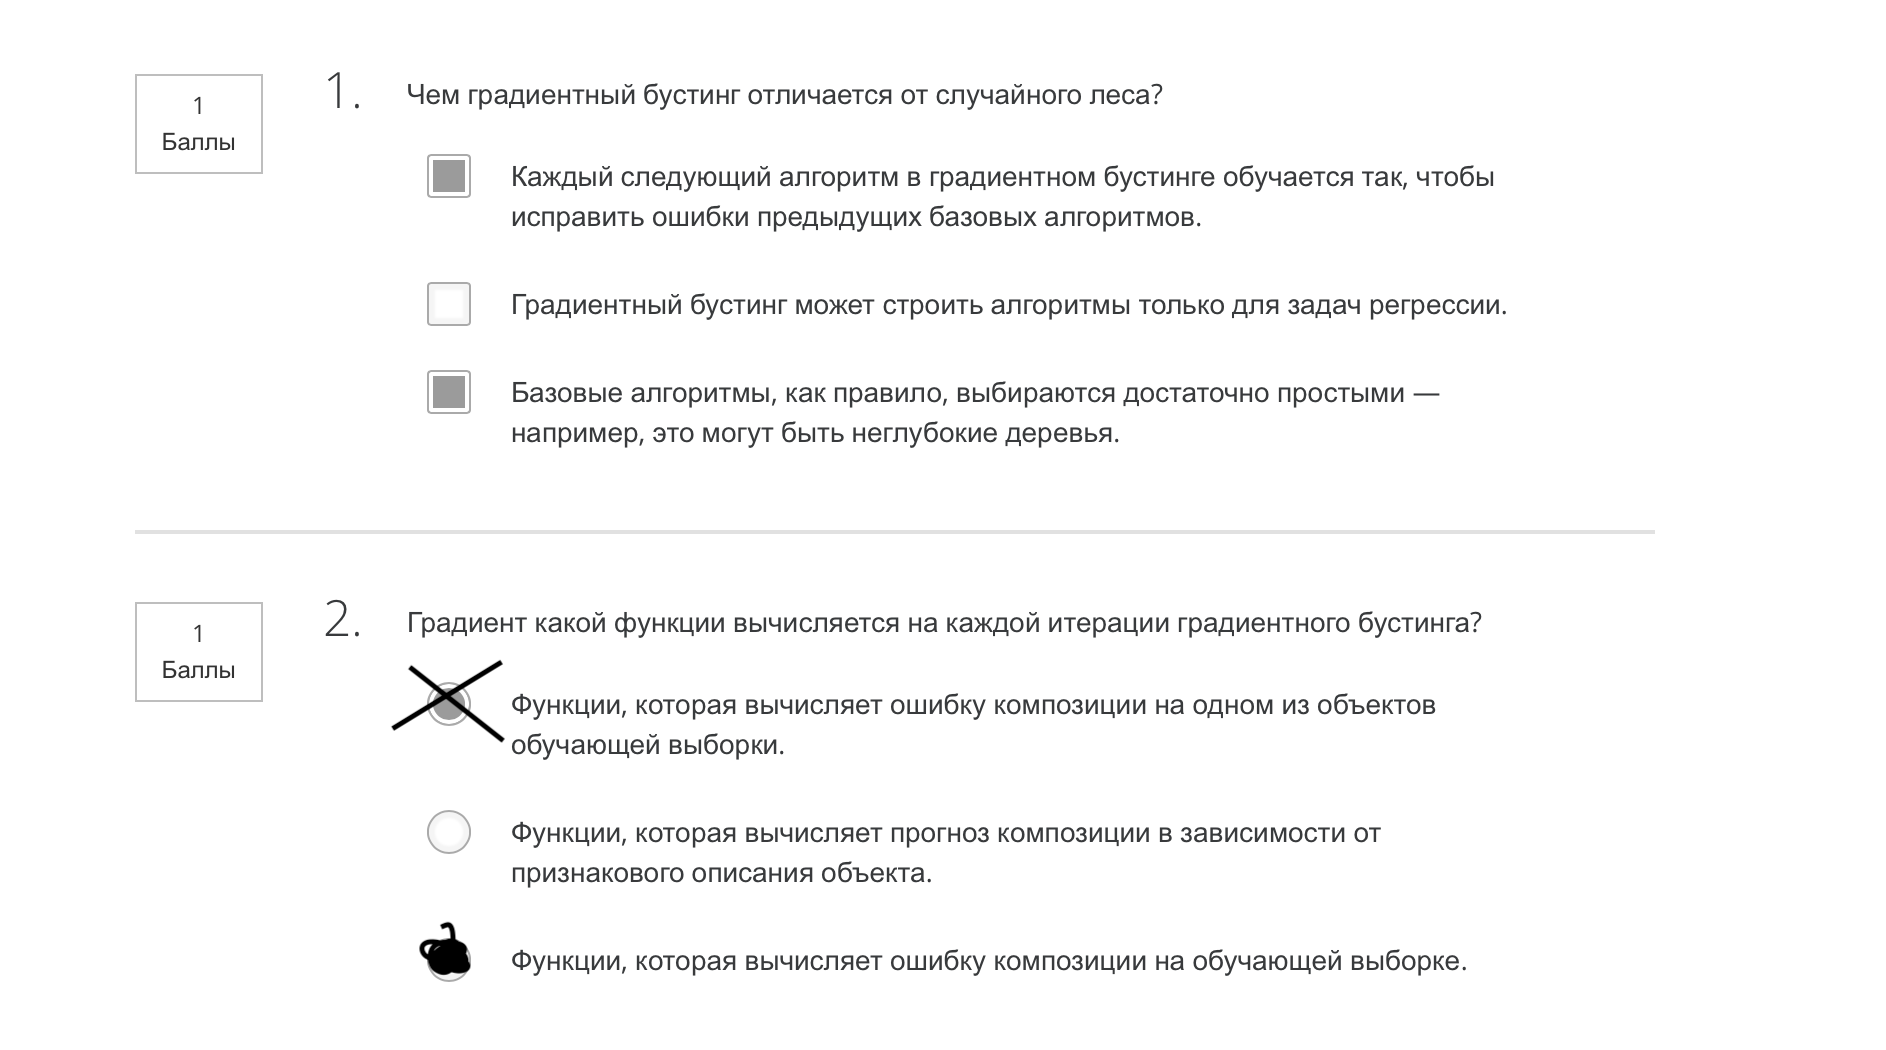 1
Баллы
1.
Чем градиентный бустинг отличается от случайного леса?
Каждый следующий алгоритм в градиентном бустинге обучается так, чтобы
исправить ошибки предыдущих базовых алгоритмов.
Градиентный бустинг может строить алгоритмы только для задач регрессии.
Базовые алгоритмы, как правило, выбираются достаточно простыми —
например, это могут быть неглубокие деревья.
1
Баллы
2.
Градиент какой функции вычисляется на каждой итерации градиентного бустинга?
Функции, которая вычисляет ошибку композиции на одном из объектов
обучающей выборки.
Функции, которая вычисляет прогноз композиции в зависимости от
признакового описания объекта.
Функции, которая вычисляет ошибку композиции на обучающей выборке.